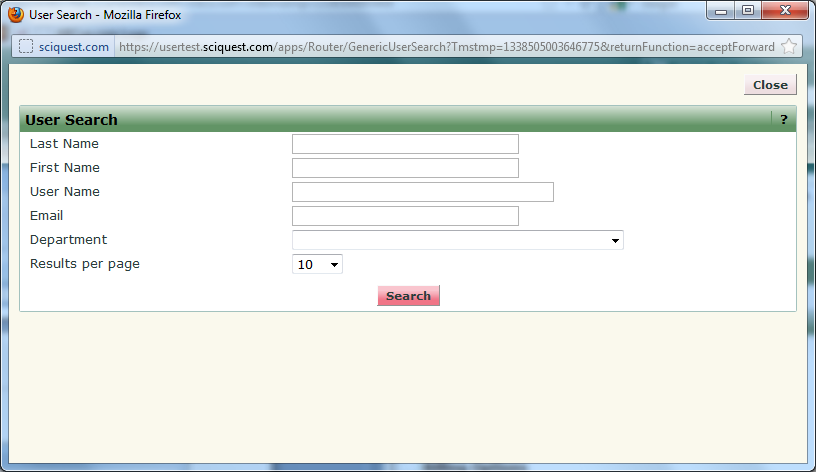 User Search - Mozilla Firefox
sciquest.com https://usertest.sciquest.com/apps/Router/GenericUserSearch?Tmstmp=1338505003646775&returnFunction=acceptForward
Close
User Search ?
Last Name
First Name
User Name
Email
Department
Results per page 10
Search